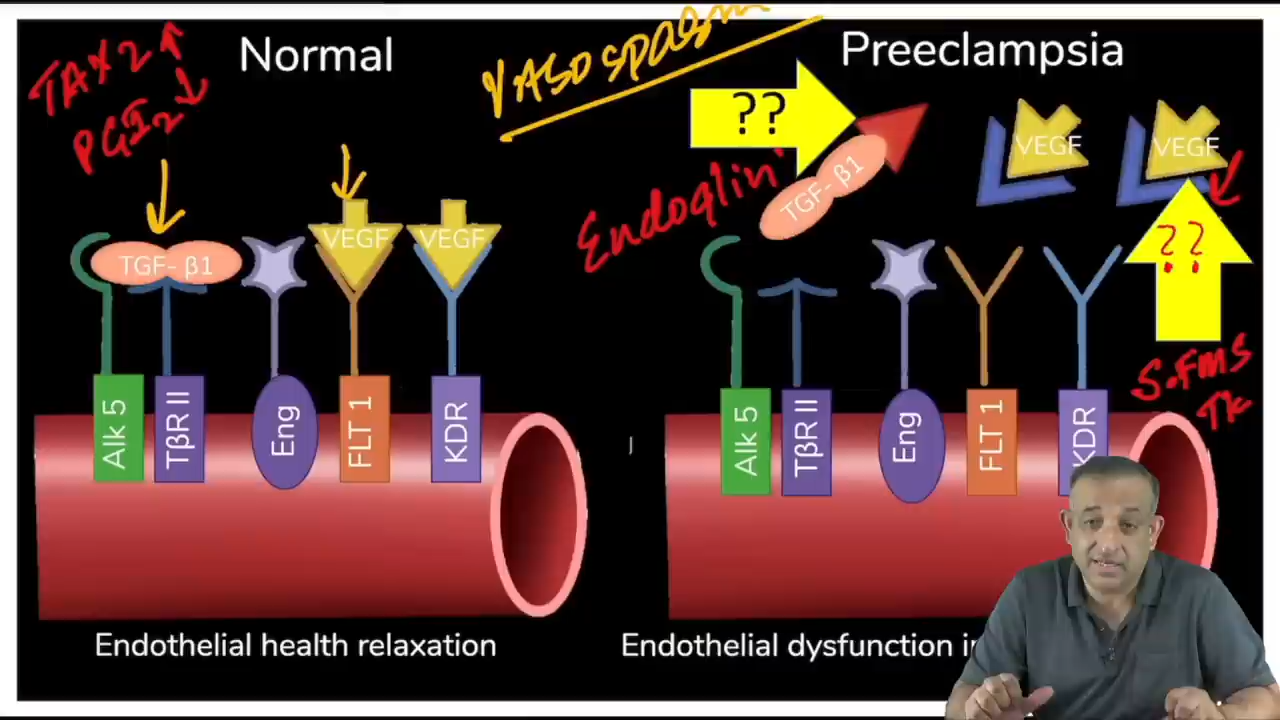 TAX2 ↑
PGI2 ↓
Normal
VASOSPASM
Preeclampsia
??
Endoglin
TGF- β1
VEGF
VEGF
TGF- β1
VEGF
VEGF
??
S.FMS
TK
Alk 5
TβR II
Eng
FLT 1
KDR
Alk 5
TβR II
Eng
FLT 1
KDR
Endothelial health relaxation
Endothelial dysfunction